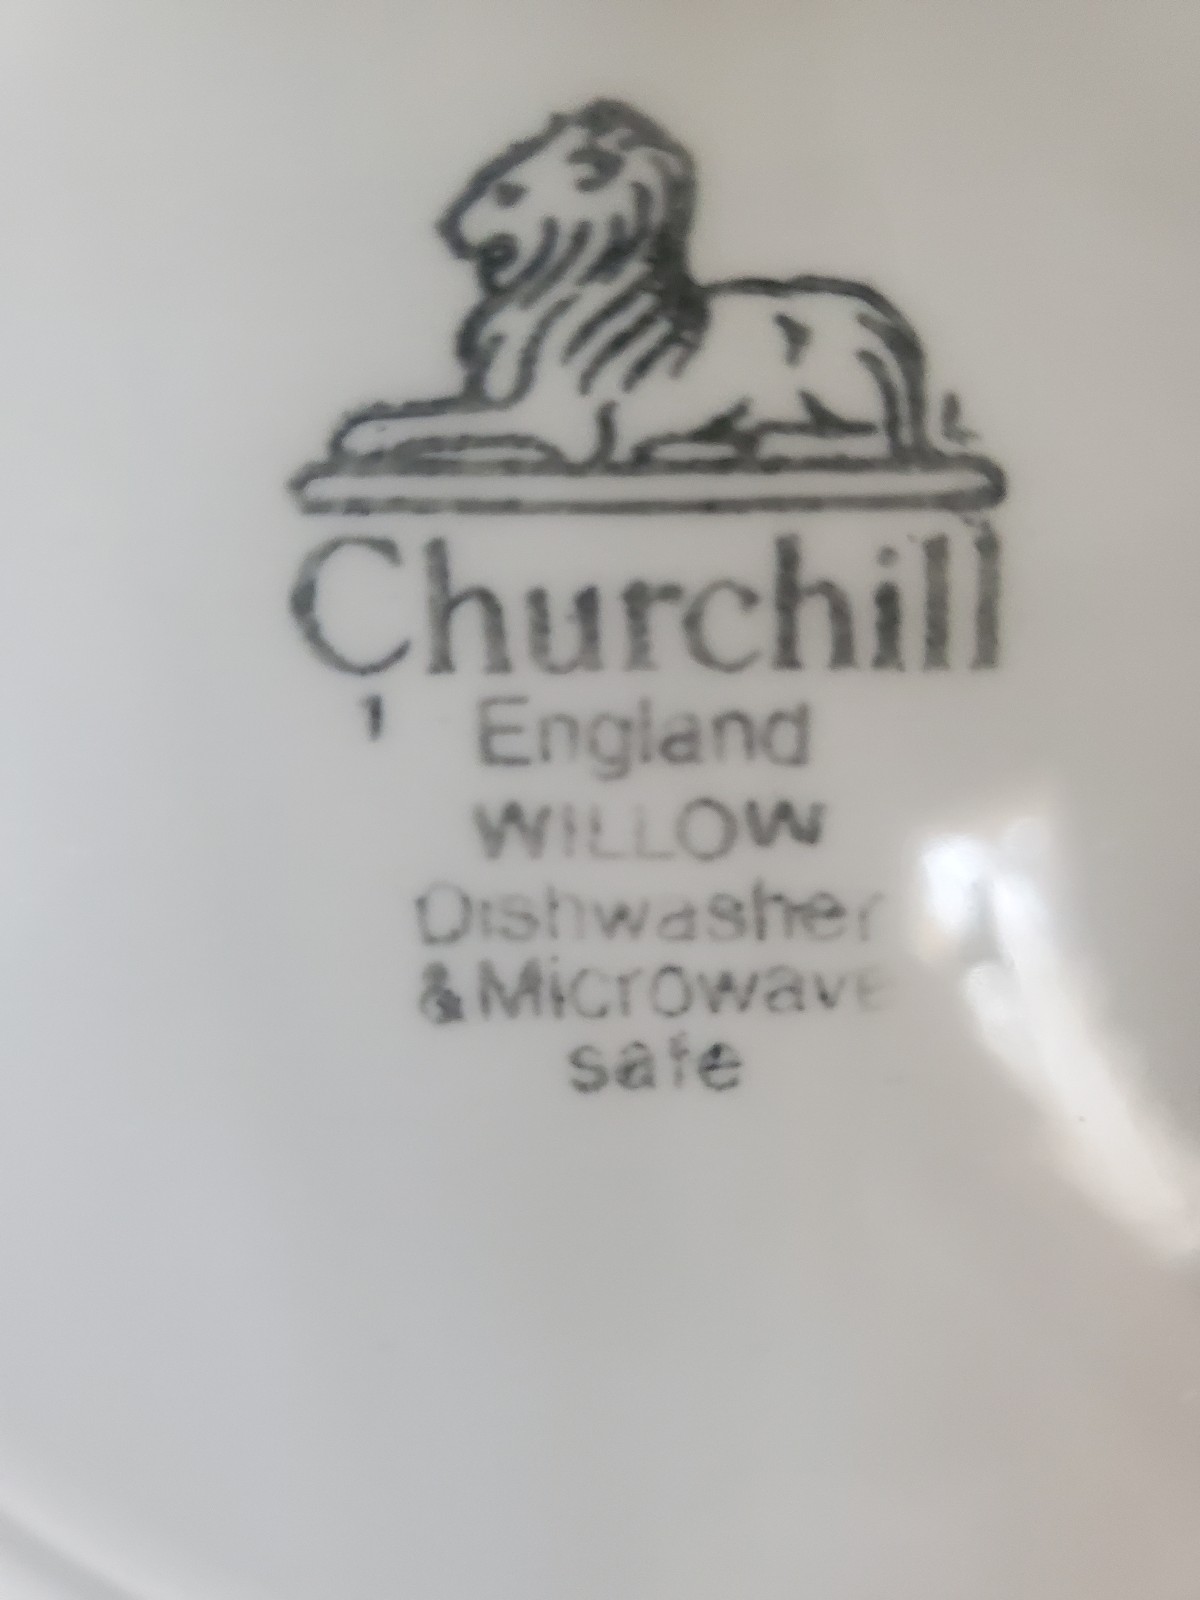 Churchill
1 England
WILLOW
Dishwasher
& Microwave
safe